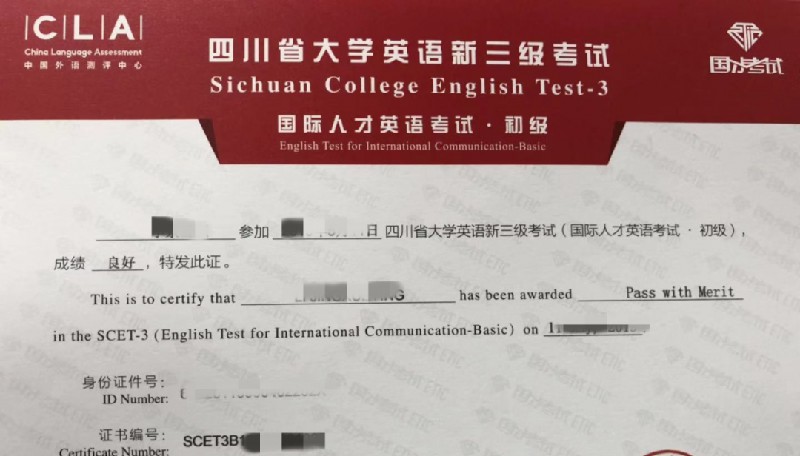 CLA
China Language Assessment
中国外语测评中心
四川省大学英语新三级考试
Sichuan College English Test-3
国才考试
国际人才英语考试·初级
English Test for International Communication-Basic
参加 日 四川省大学英语新三级考试（国际人才英语考试·初级），
成绩 良好，特发此证。
This is to certify that has been awarded Pass with Merit
in the SCET-3 (English Test for International Communication-Basic) on
身份证件号：
ID Number:
证书编号：
Certificate Number: SCET3B1